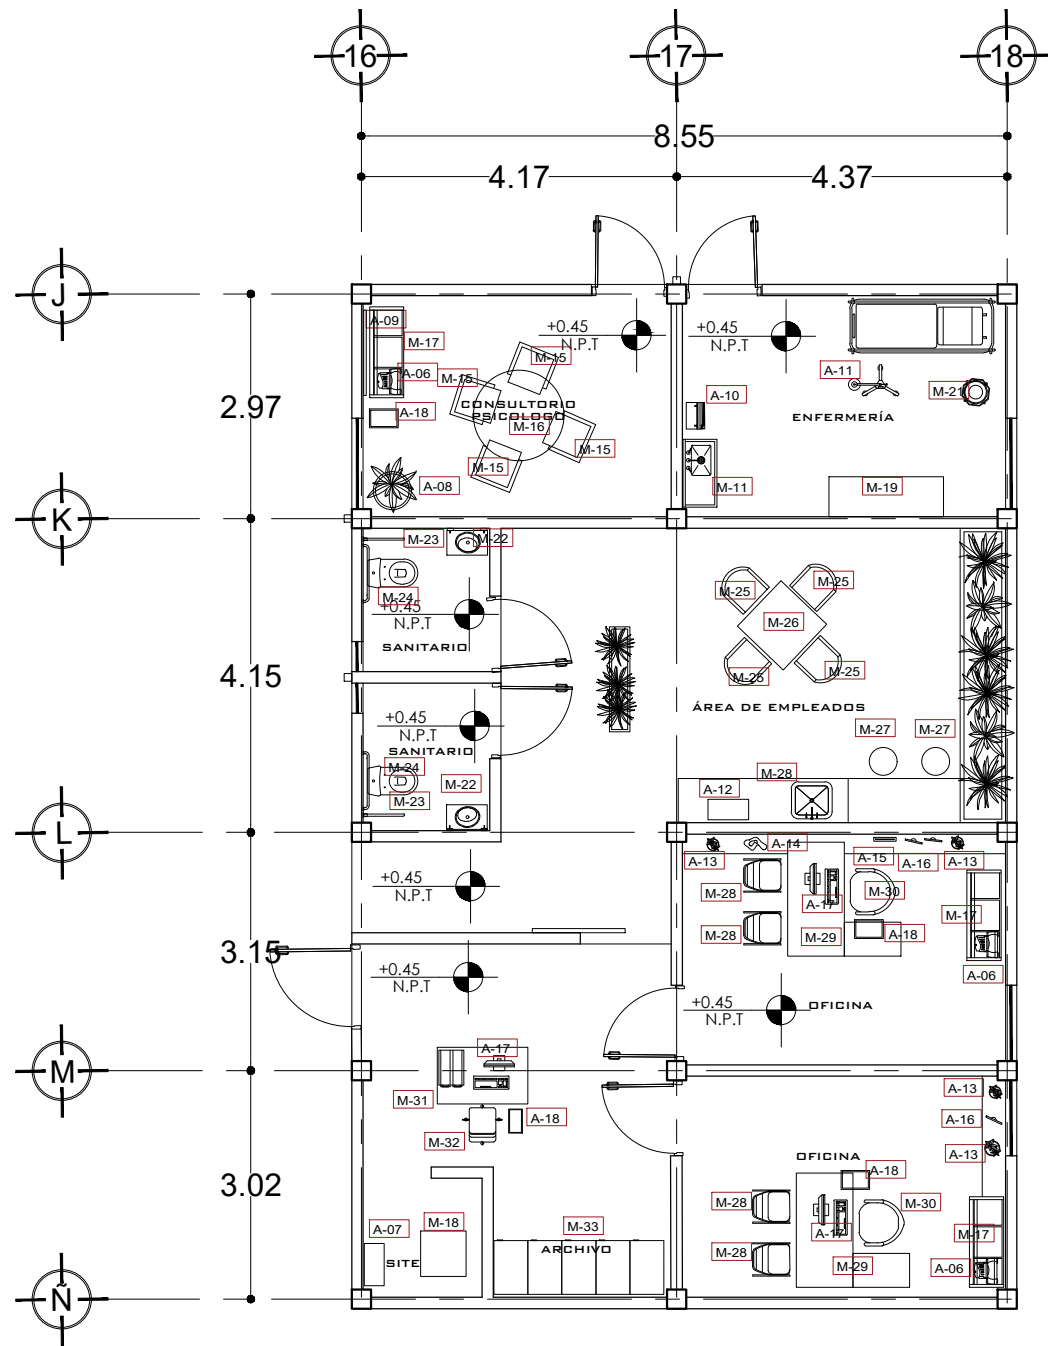 16
17
18
8.55
4.17
4.37
J
+0.45
N.P.T
+0.45
N.P.T
A-09
M-17
M-15
A-06
M-15
A-11
M-21
A-10
2.97
A-18
CONSULTORIO
PSICOLOGO
M-16
ENFERMERÍA
M-15
M-15
A-08
M-11
M-19
K
M-23
M-22
M-24
+0.45
N.P.T
SANITARIO
M-25
M-25
M-26
M-25
M-25
4.15
ÁREA DE EMPLEADOS
+0.45
N.P.T
SANITARIO
M-27
M-27
M-24
M-23
M-22
M-28
A-12
L
A-14
A-13
A-15
A-16
A-13
+0.45
N.P.T
M-28
A-17
M-30
M-17
M-28
M-29
A-18
3.15
A-06
+0.45
N.P.T
+0.45
N.P.T
OFICINA
A-17
M
M-31
A-18
M-32
A-13
A-16
A-13
OFICINA
A-18
3.02
M-28
M-30
A-17
M-17
A-07
M-18
M-33
SITE
ARCHIVO
M-28
M-29
A-06
Ñ